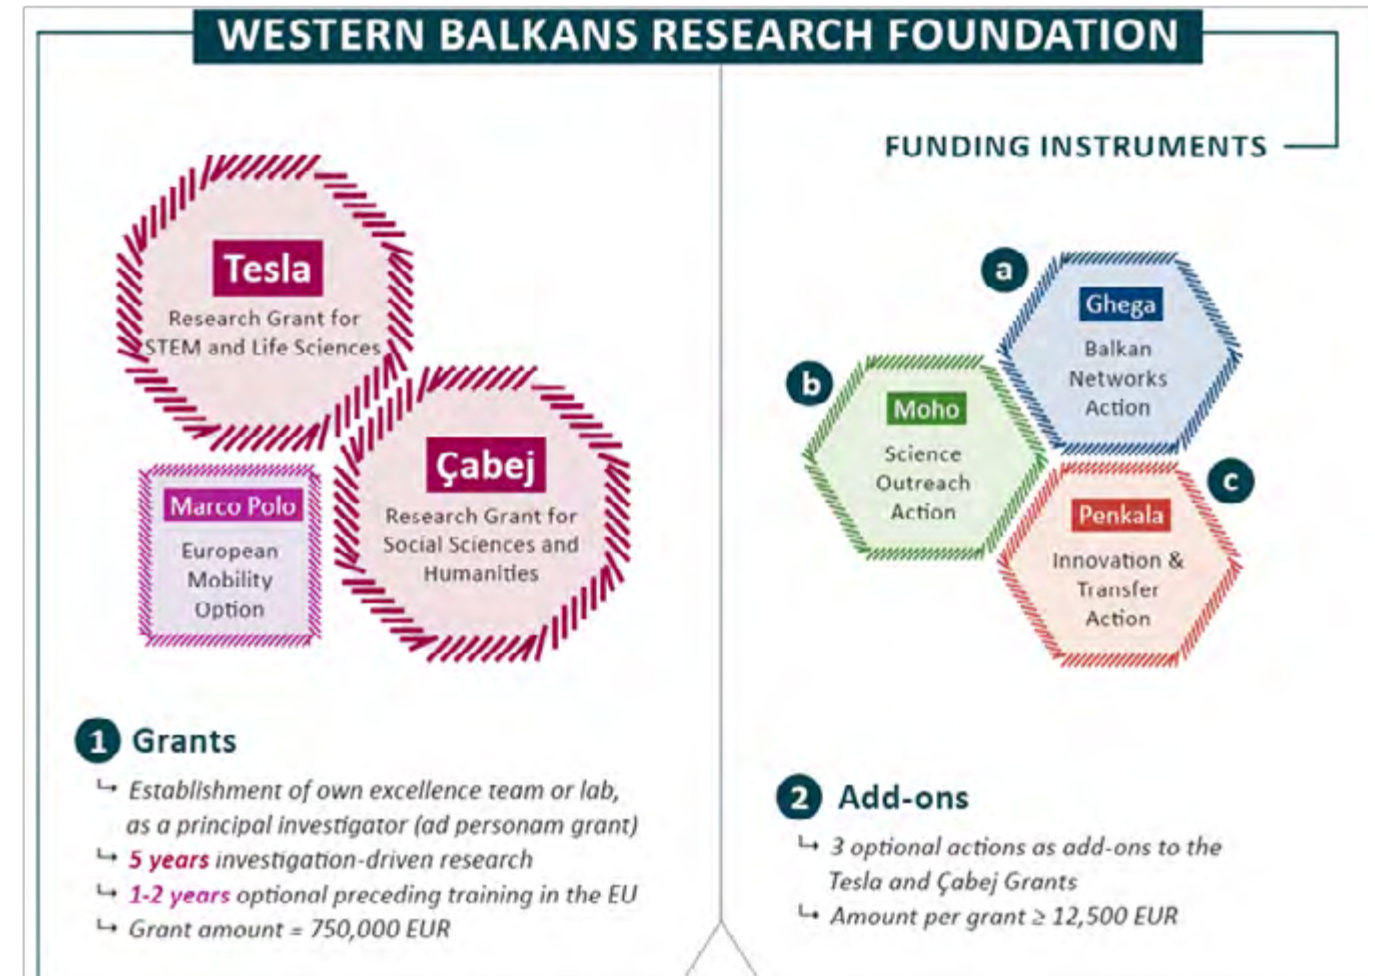 WESTERN BALKANS RESEARCH FOUNDATION
FUNDING INSTRUMENTS
Tesla
Research Grant for
STEM and Life Sciences
Çabej
Research Grant for
Social Sciences and
Humanities
Marco Polo
European
Mobility
Option
a
Ghega
Balkan
Networks
Action
b
Moho
Science
Outreach
Action
c
Penkala
Innovation &
Transfer
Action
1 Grants
↳ Establishment of own excellence team or lab,
as a principal investigator (ad personam grant)
↳ 5 years investigation-driven research
↳ 1-2 years optional preceding training in the EU
↳ Grant amount = 750,000 EUR
2 Add-ons
↳ 3 optional actions as add-ons to the
Tesla and Çabej Grants
↳ Amount per grant ≥ 12,500 EUR